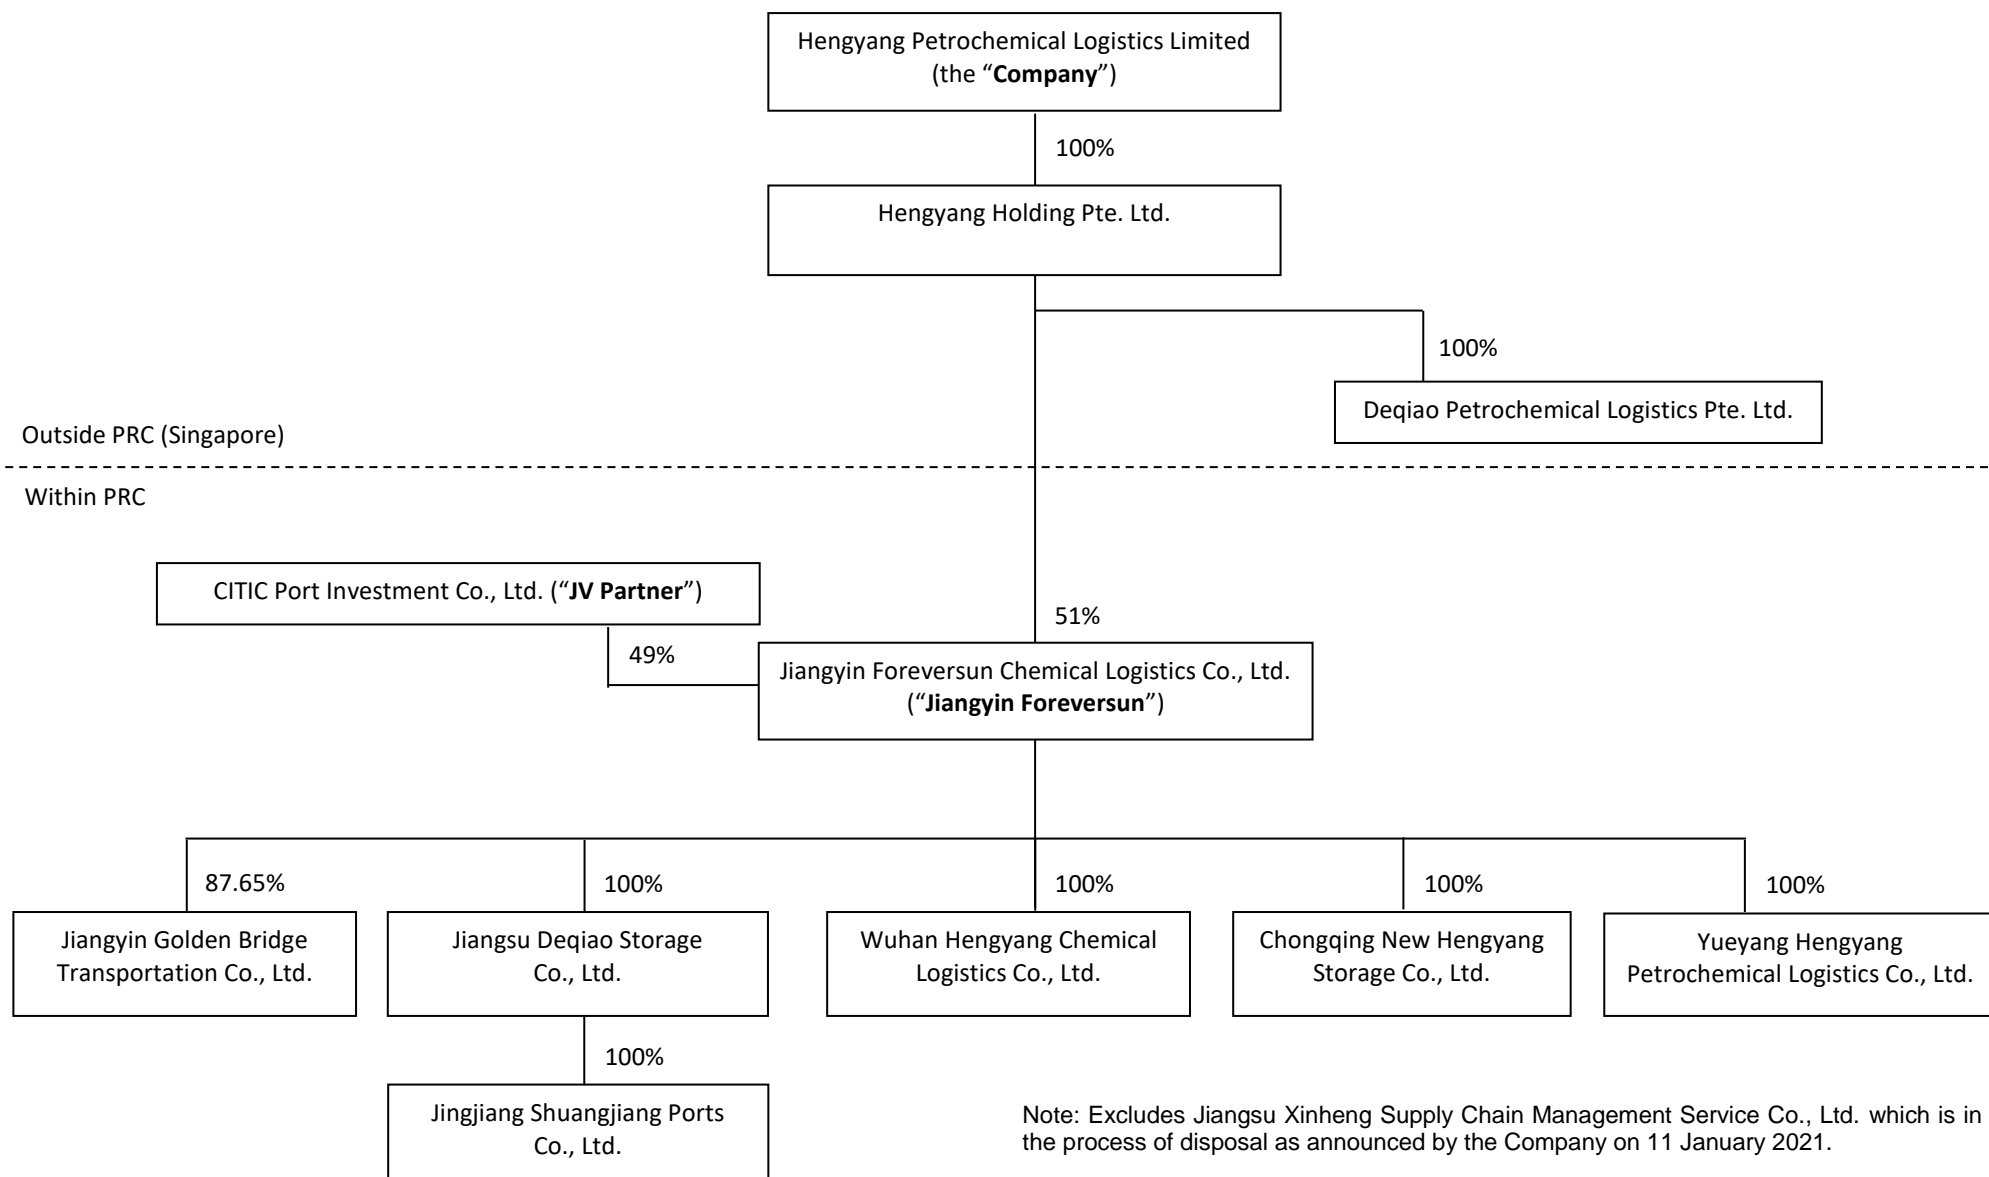 Hengyang Petrochemical Logistics Limited
(the “Company”)
100%
Hengyang Holding Pte. Ltd.
100%
Deqiao Petrochemical Logistics Pte. Ltd.
Outside PRC (Singapore)
Within PRC
CITIC Port Investment Co., Ltd. (“JV Partner”)
51%
49%
Jiangyin Foreversun Chemical Logistics Co., Ltd.
(“Jiangyin Foreversun”)
87.65%
100%
100%
100%
100%
Jiangyin Golden Bridge
Transportation Co., Ltd.
Jiangsu Deqiao Storage
Co., Ltd.
Wuhan Hengyang Chemical
Logistics Co., Ltd.
Chongqing New Hengyang
Storage Co., Ltd.
Yueyang Hengyang
Petrochemical Logistics Co., Ltd.
100%
Jingjiang Shuangjiang Ports
Co., Ltd.
Note: Excludes Jiangsu Xinheng Supply Chain Management Service Co., Ltd. which is in
the process of disposal as announced by the Company on 11 January 2021.